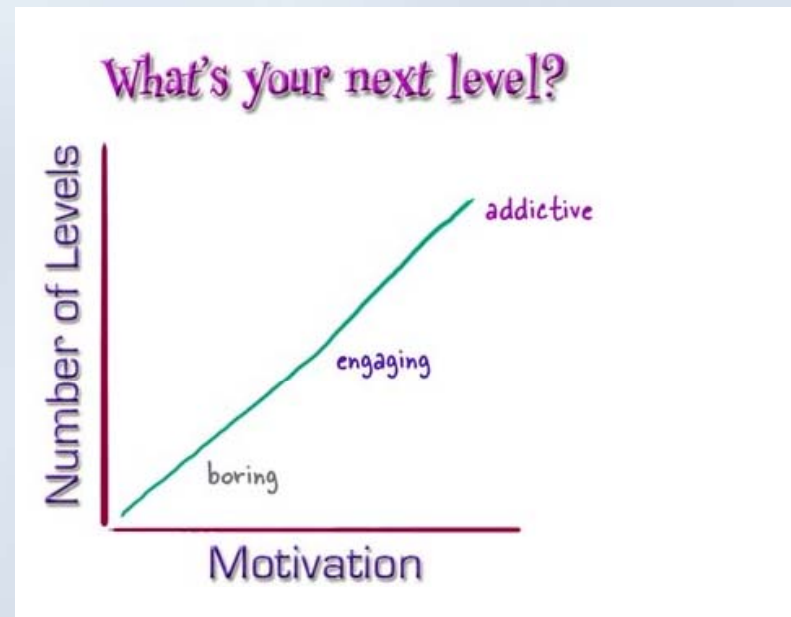 What's your next level?
Number of Levels
addictive
engaging
boring
Motivation